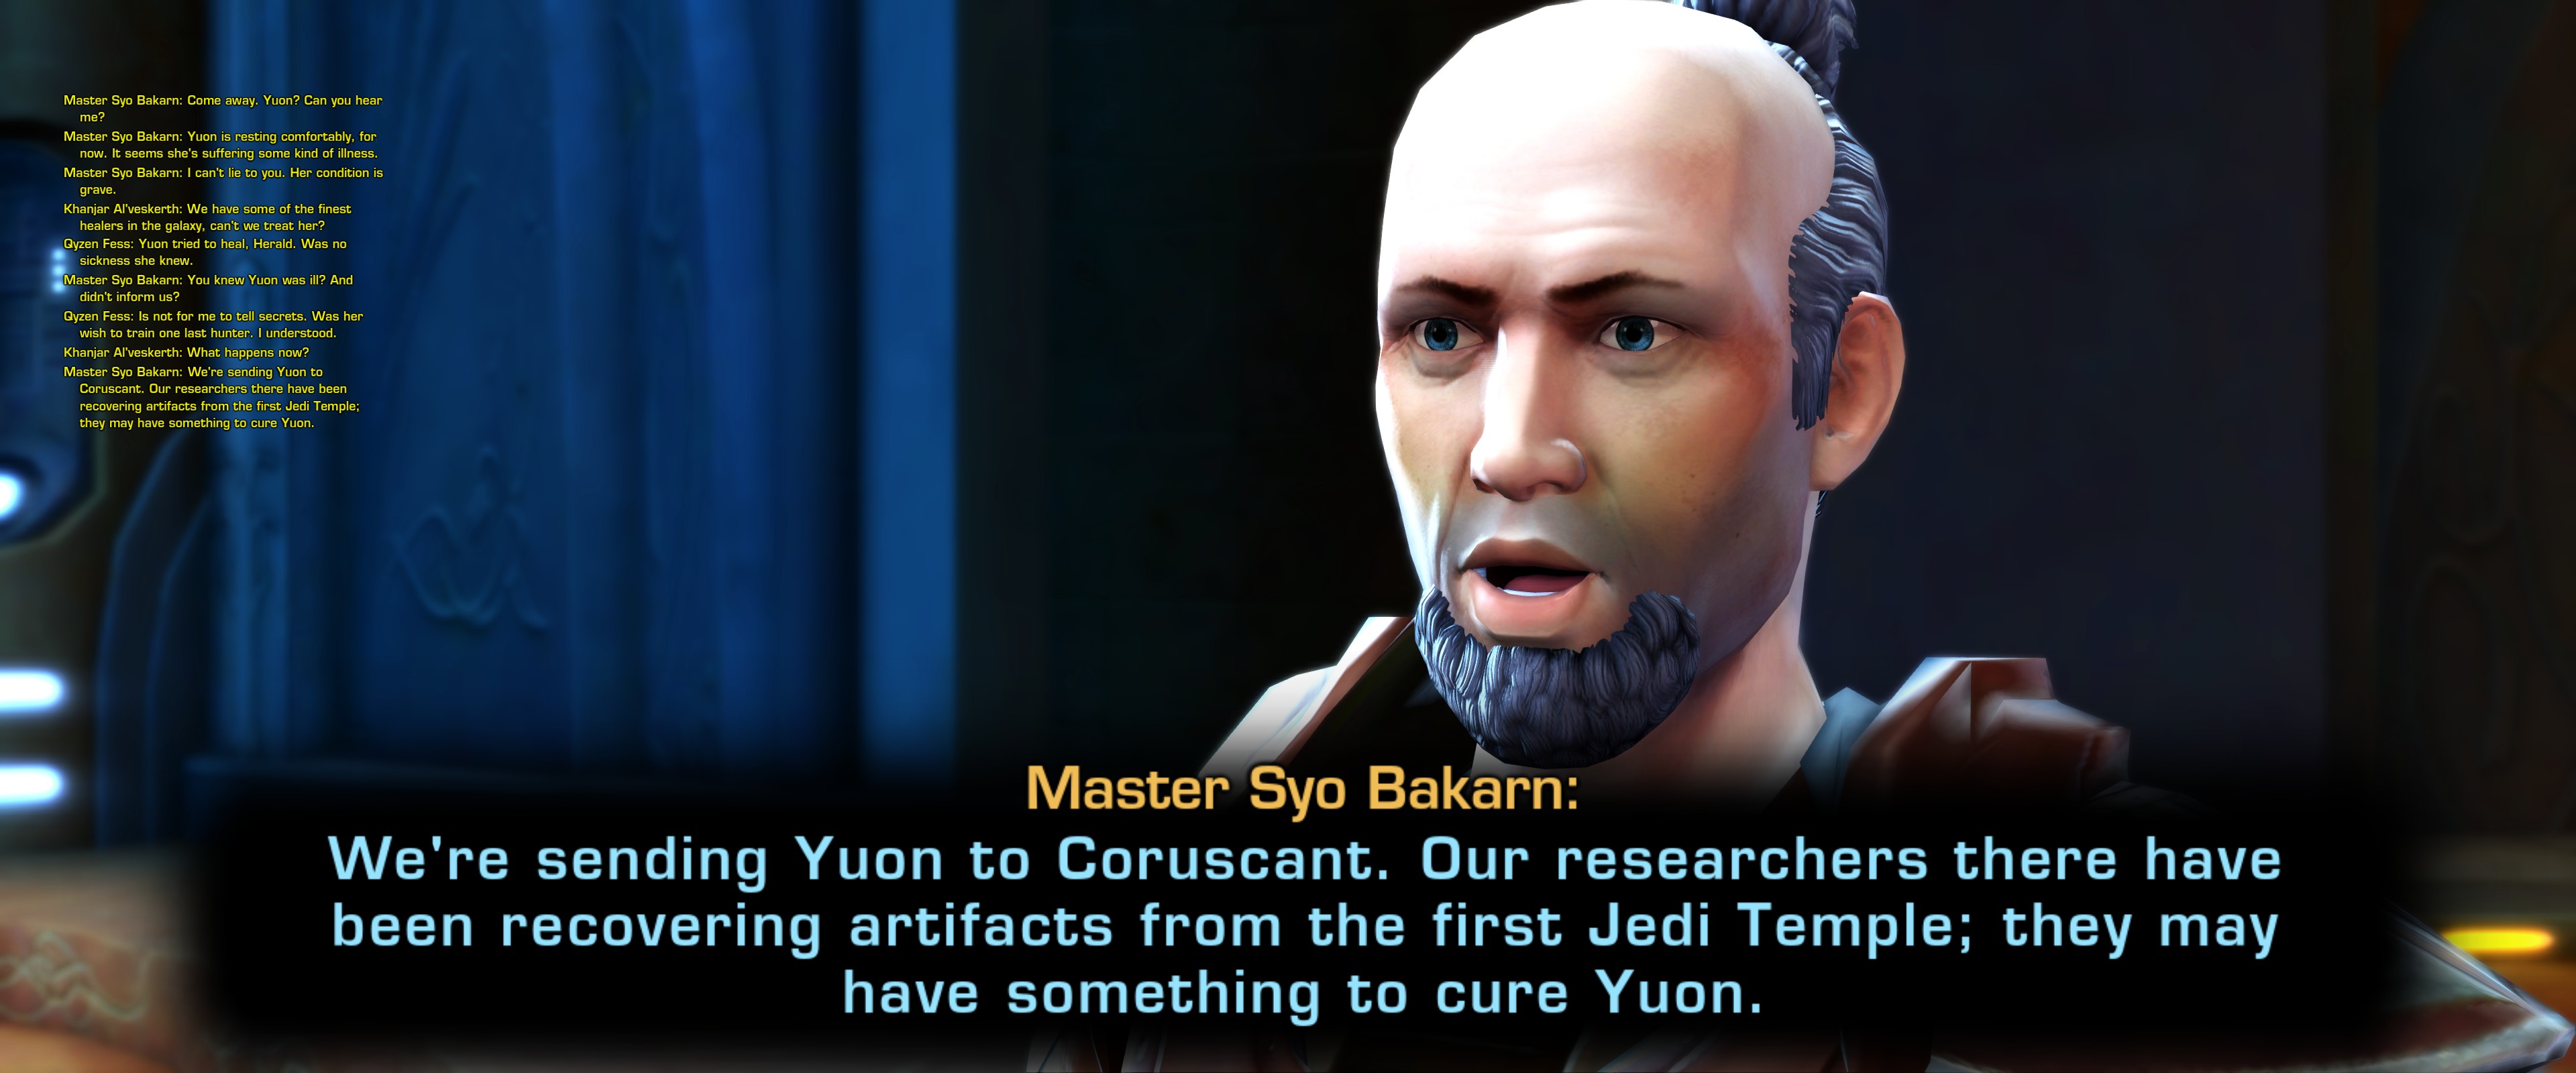 Master Syo Bakarn: Come away. Yuon? Can you hear
me?
Master Syo Bakarn: Yuon is resting comfortably, for
now. It seems she's suffering some kind of illness.
Master Syo Bakarn: I can't lie to you. Her condition is
grave.
Khanjar Al'veskerth: We have some of the finest
healers in the galaxy, can't we treat her?
Qyzen Fess: Yuon tried to heal, Herald. Was no
sickness she knew.
Master Syo Bakarn: You knew Yuon was ill? And
didn't inform us?
Qyzen Fess: Is not for me to tell secrets. Was her
wish to train one last hunter. I understood.
Khanjar Al'veskerth: What happens now?
Master Syo Bakarn: We're sending Yuon to
Coruscant. Our researchers there have been
recovering artifacts from the first Jedi Temple;
they may have something to cure Yuon.
Master Syo Bakarn:
We're sending Yuon to Coruscant. Our researchers there have
been recovering artifacts from the first Jedi Temple; they may
have something to cure Yuon.